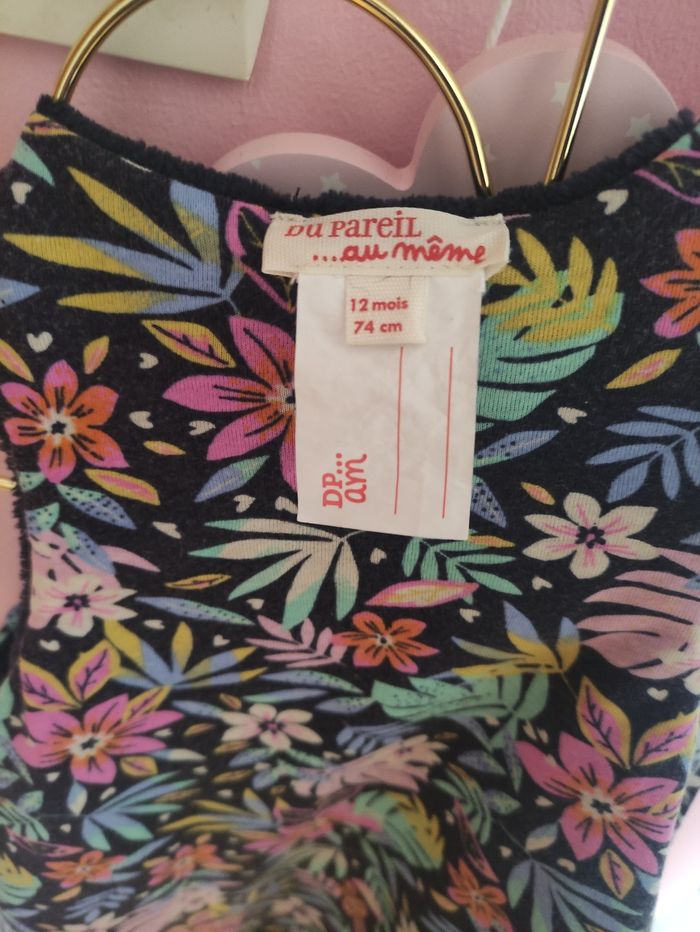 Du PareiL
...au même
12 mois
74 cm
DP...
am